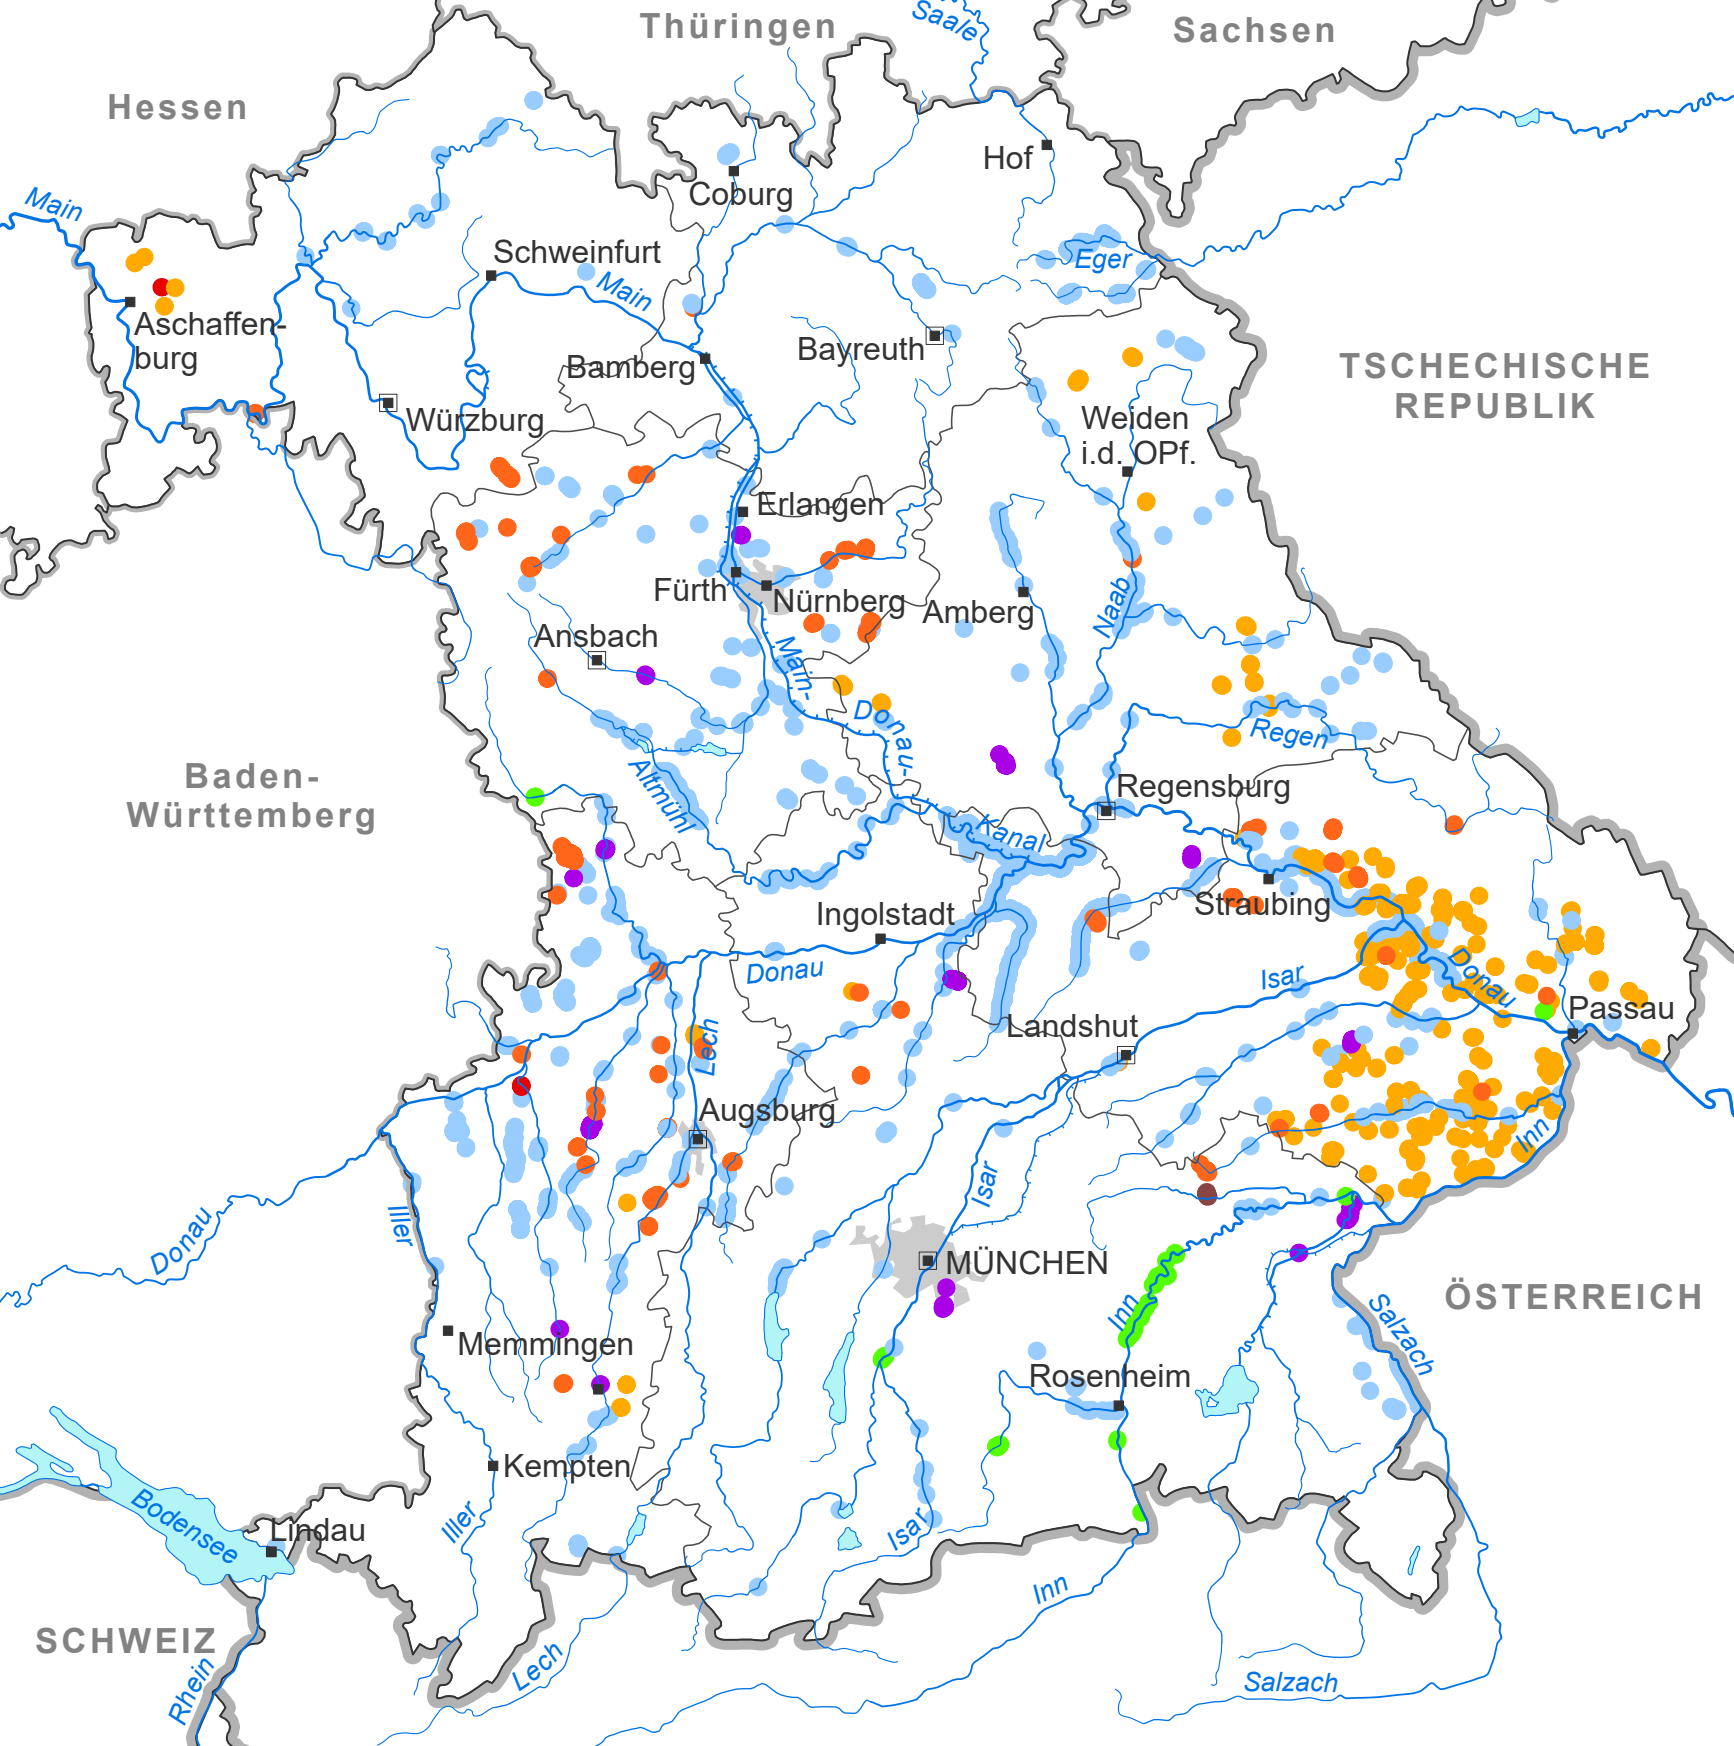 Thüringen
Saale
Sachsen
Hessen
Hof
Main
Coburg
Schweinfurt
Eger
Main
Aschaffen-
burg
Bayreuth
Bamberg
TSCHECHISCHE
REPUBLIK
Würzburg
Weiden
i.d. OPf.
Erlangen
Fürth
Nürnberg
Amberg
Naab
Ansbach
Main-
Donau-
Regen
Baden-
Württemberg
Altmühl
Regensburg
Kanal
Straubing
Ingolstadt
Donau
Isar
Donau
Passau
Landshut
Lech
Augsburg
Inn
Isar
Donau
Iller
MÜNCHEN
ÖSTERREICH
Inn
Salzach
Memmingen
Rosenheim
Kempten
Bodensee
Lindau
Iller
Isar
Inn
SCHWEIZ
Rhein
Lech
Salzach